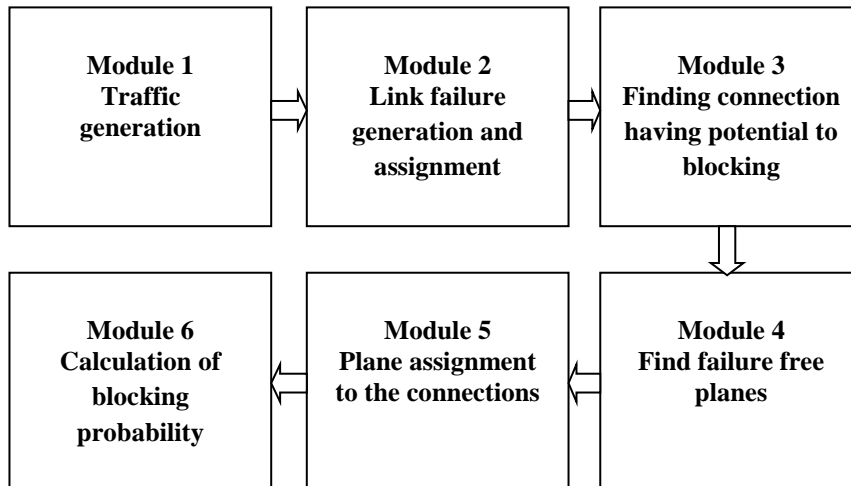 Module 1
Traffic
generation
Module 2
Link failure
generation and
assignment
Module 3
Finding connection
having potential to
blocking
Module 4
Find failure free
planes
Module 5
Plane assignment
to the connections
Module 6
Calculation of
blocking
probability